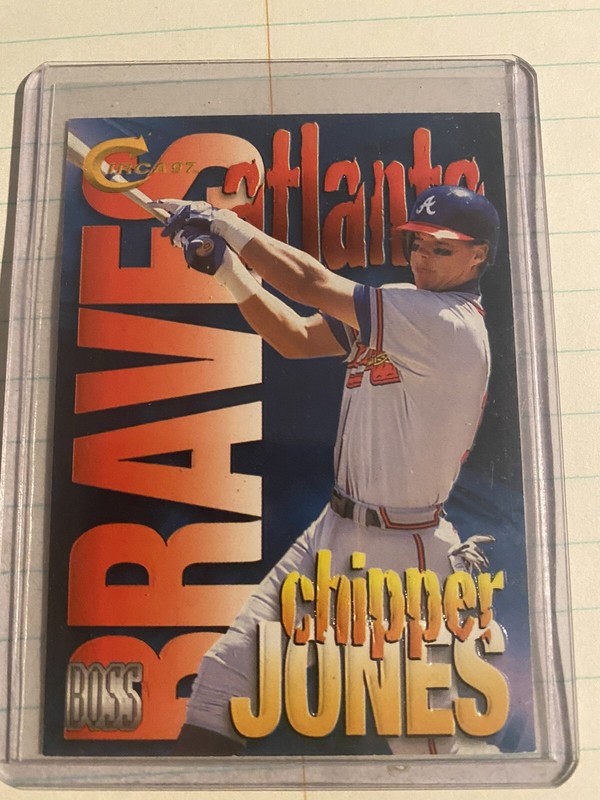 CIRCA 97
atlanta
BRAVES
A
chipper
JONES
BOSS